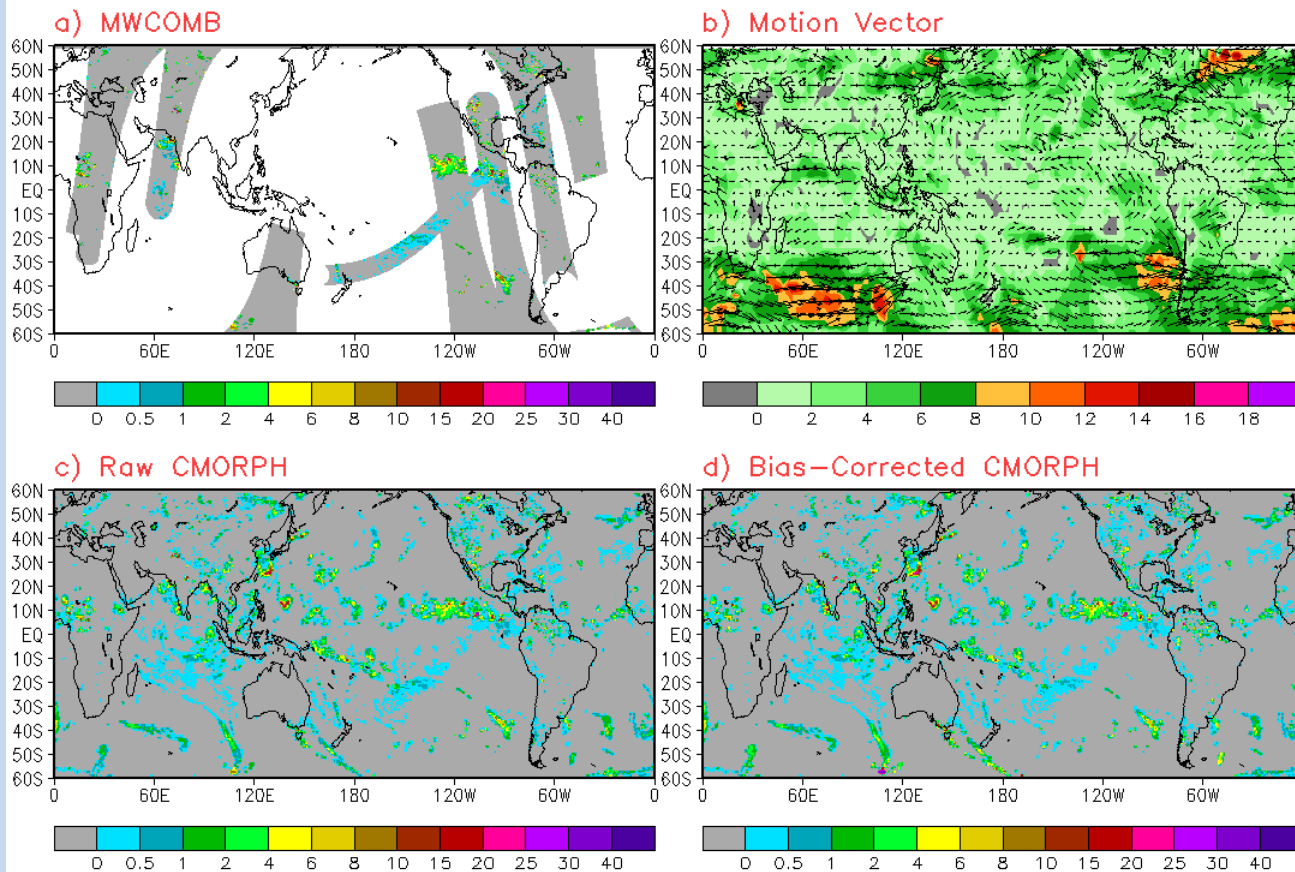 a) MWCOMB
60N
50N
40N
30N
20N
10N
EQ
10S
20S
30S
40S
50S
60S
0 60E 120E 180 120W 60W 0
0 0.5 1 2 4 6 8 10 15 20 25 30 40
b) Motion Vector
60N
50N
40N
30N
20N
10N
EQ
10S
20S
30S
40S
50S
60S
0 60E 120E 180 120W 60W
0 2 4 6 8 10 12 14 16 18
c) Raw CMORPH
60N
50N
40N
30N
20N
10N
EQ
10S
20S
30S
40S
50S
60S
0 60E 120E 180 120W 60W 0
0 0.5 1 2 4 6 8 10 15 20 25 30 40
d) Bias-Corrected CMORPH
60N
50N
40N
30N
20N
10N
EQ
10S
20S
30S
40S
50S
60S
0 60E 120E 180 120W 60W
0 0.5 1 2 4 6 8 10 15 20 25 30 40